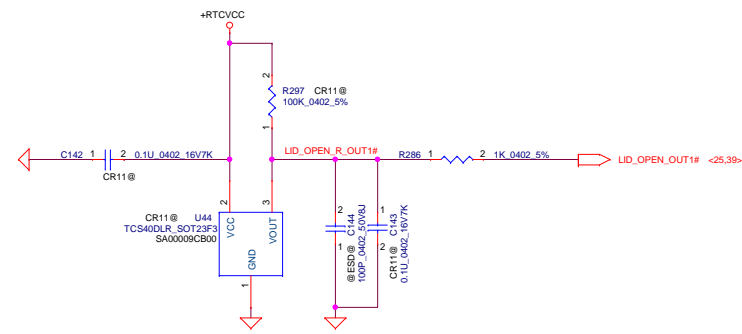 +RTCVCC
2
R297 CR11@
100K_0402_5%
1
LID_OPEN_R_OUT1#
C142 1 2 0.1U_0402_16V7K
CR11@
R286 1 2 1K_0402_5%
LID_OPEN_OUT1# <25,39>
2
3
CR11@ U44
TCS40DLR_SOT23F3
SA00009CB00
VCC
VOUT
GND
1
2
1
@ESD@ C144
100P_0402_50V8J
1
2
CR11@ C143
0.1U_0402_16V7K